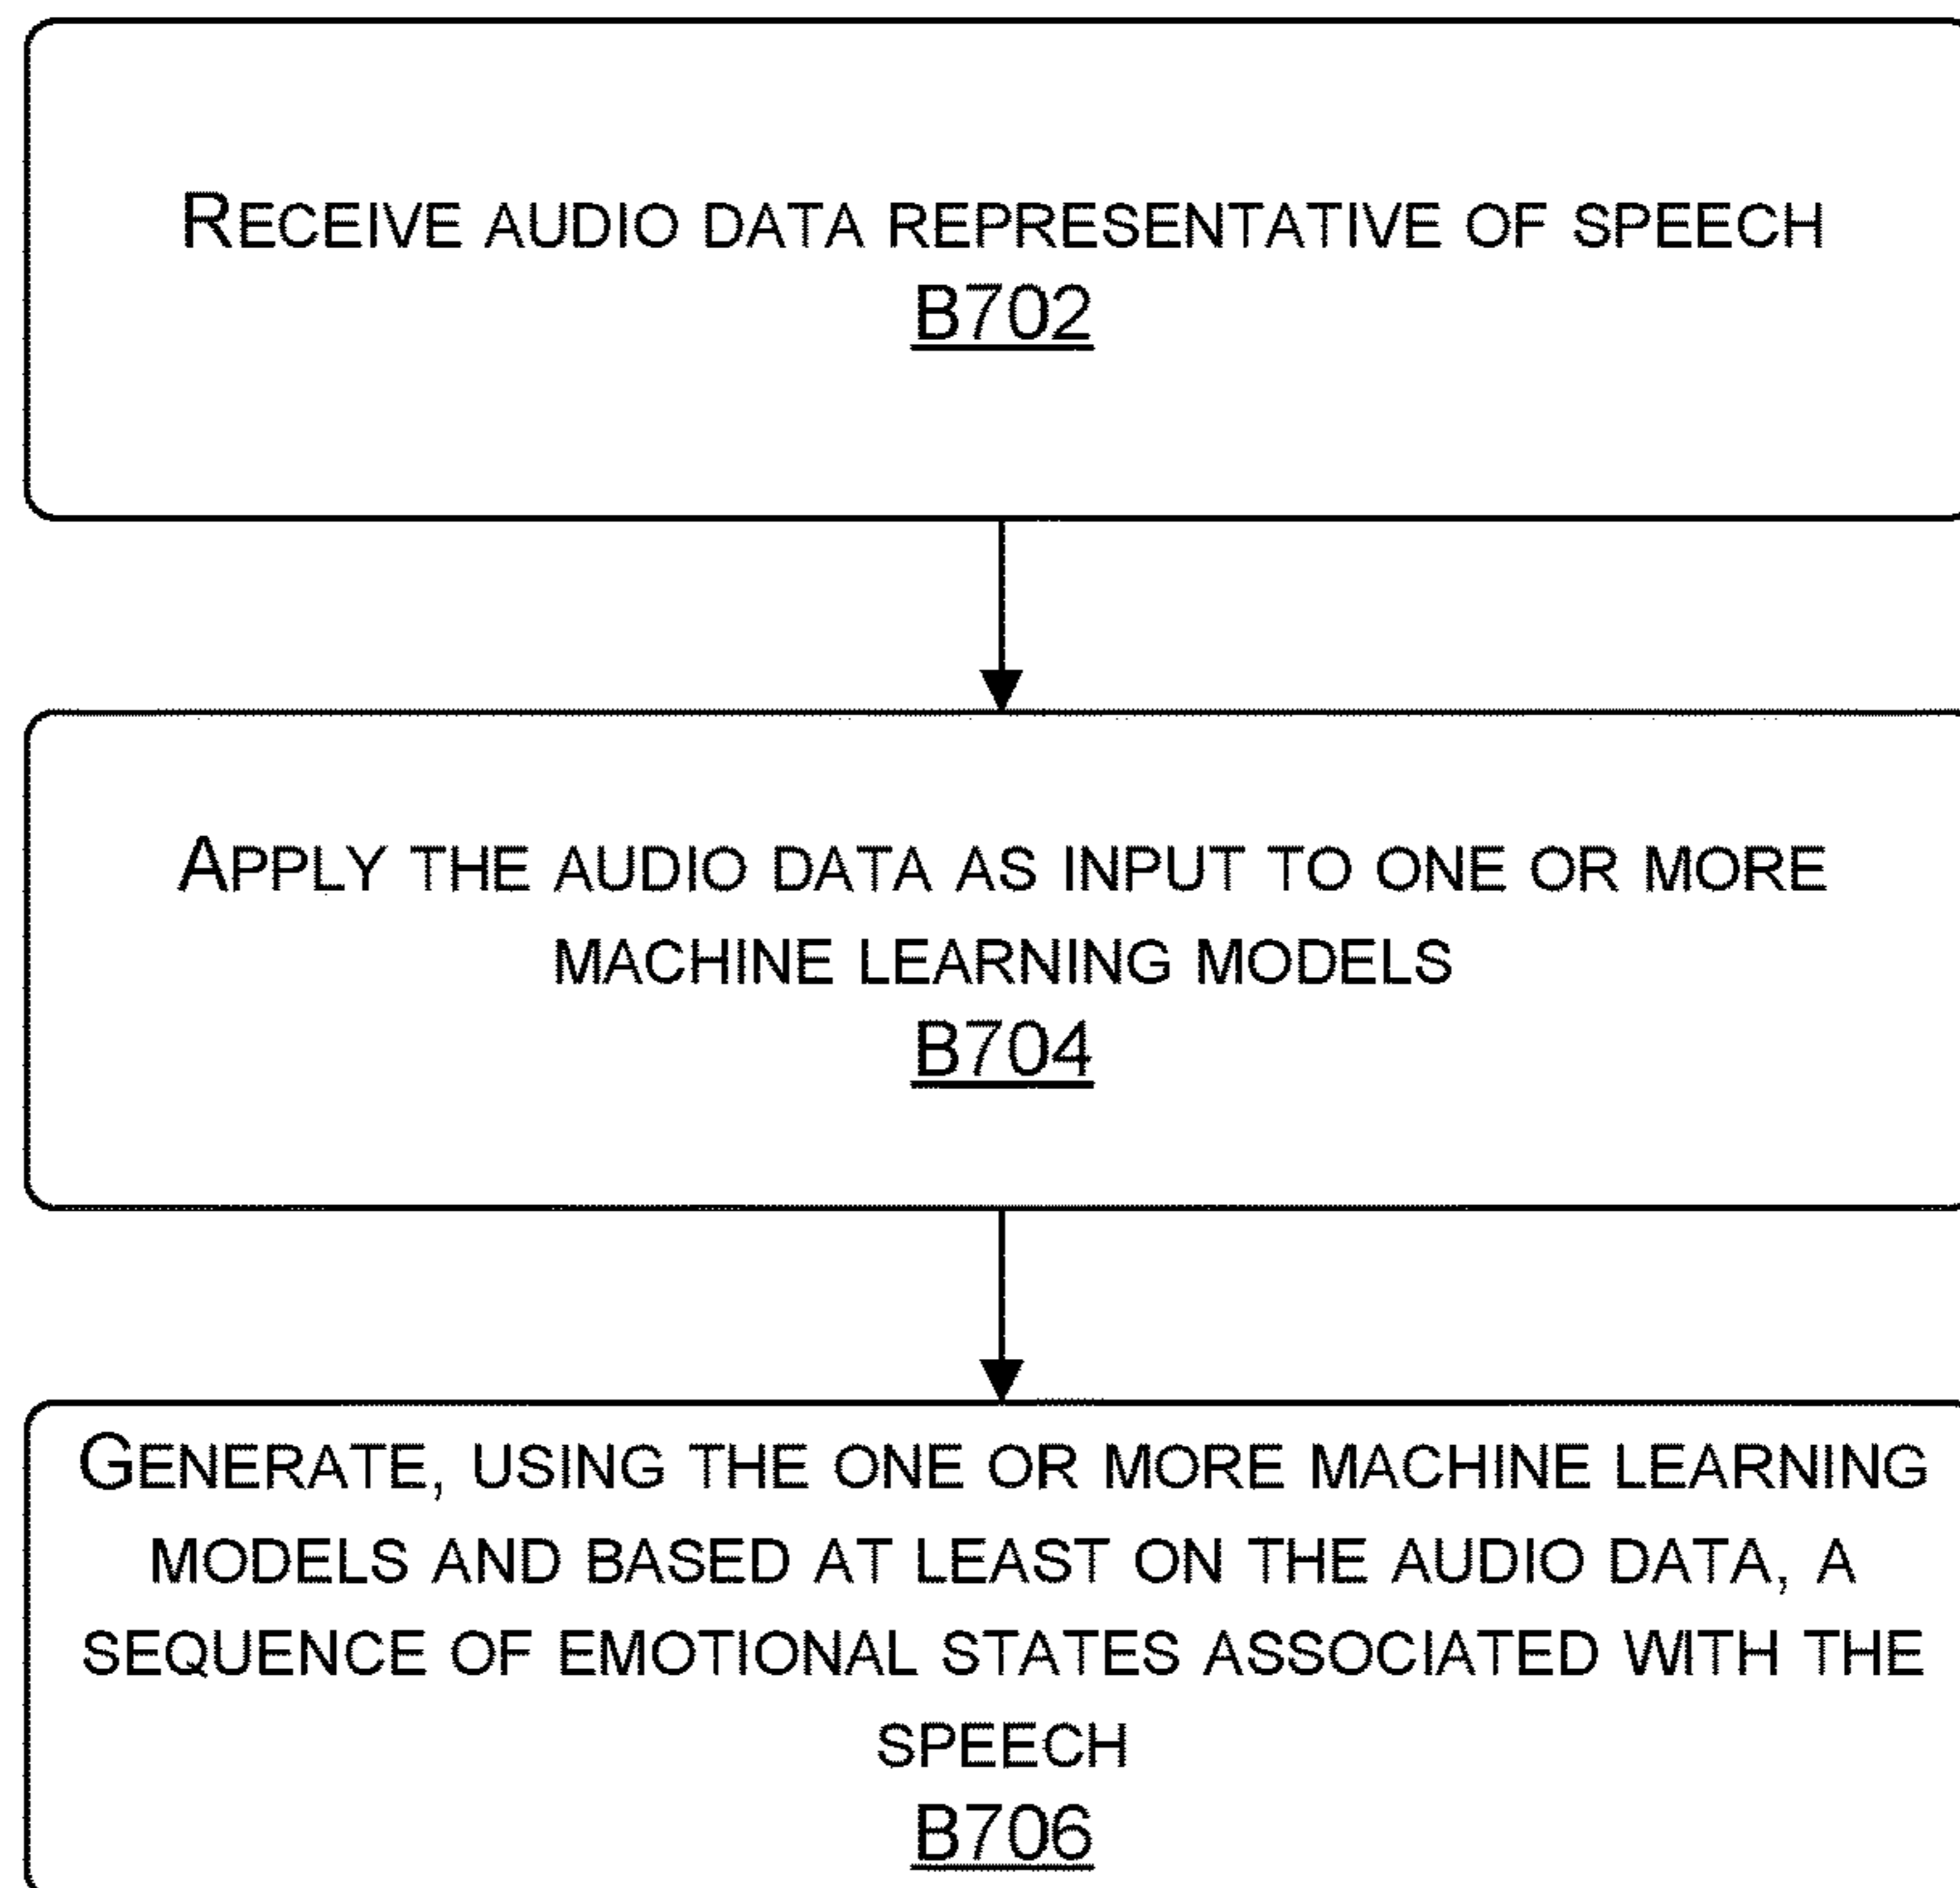 RECEIVE AUDIO DATA REPRESENTATIVE OF SPEECH
B702
APPLY THE AUDIO DATA AS INPUT TO ONE OR MORE
MACHINE LEARNING MODELS
B704
GENERATE, USING THE ONE OR MORE MACHINE LEARNING
MODELS AND BASED AT LEAST ON THE AUDIO DATA, A
SEQUENCE OF EMOTIONAL STATES ASSOCIATED WITH THE
SPEECH
B706